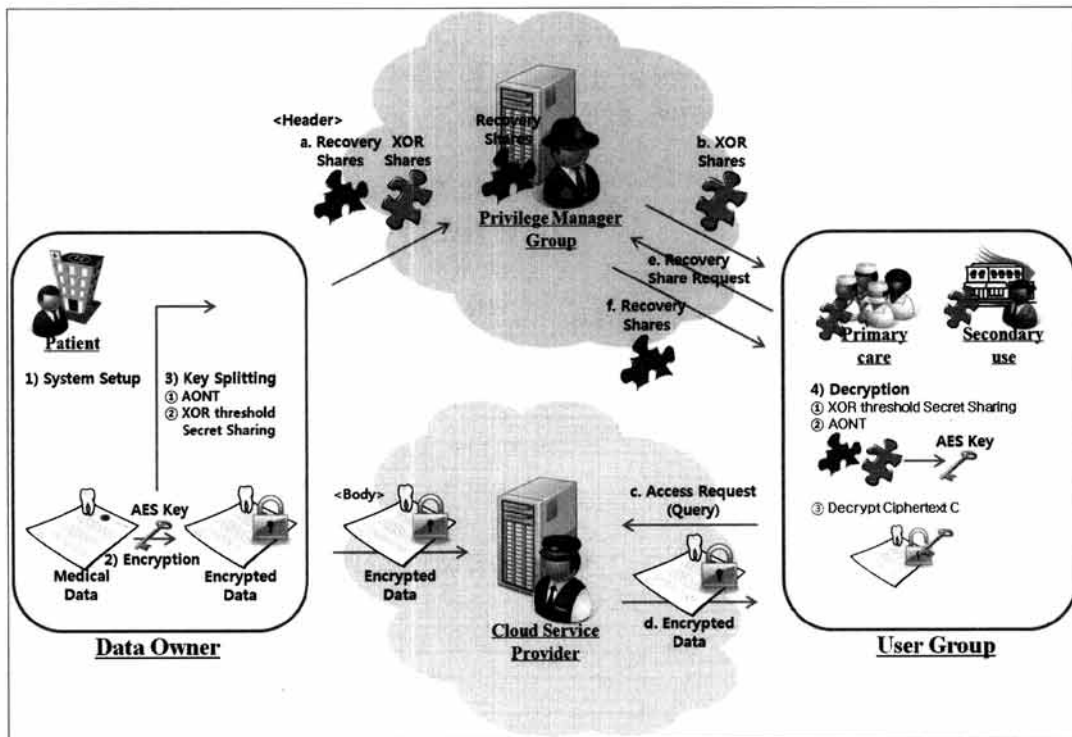 <Header>
a. Recovery
Shares
XOR
Shares
Recovery
Shares
b. XOR
Shares
Privilege Manager
Group
e. Recovery
Share Request
f. Recovery
Shares
Patient
1) System Setup
3) Key Splitting
① AONT
② XOR threshold
Secret Sharing
AES Key
2) Encryption
Medical
Data
Encrypted
Data
Data Owner
<Body>
Encrypted
Data
Cloud Service
Provider
c. Access Request
(Query)
d. Encrypted
Data
Primary
care
Secondary
use
4) Decryption
① XOR threshold Secret Sharing
② AONT
AES Key
③ Decrypt Ciphertext C
User Group